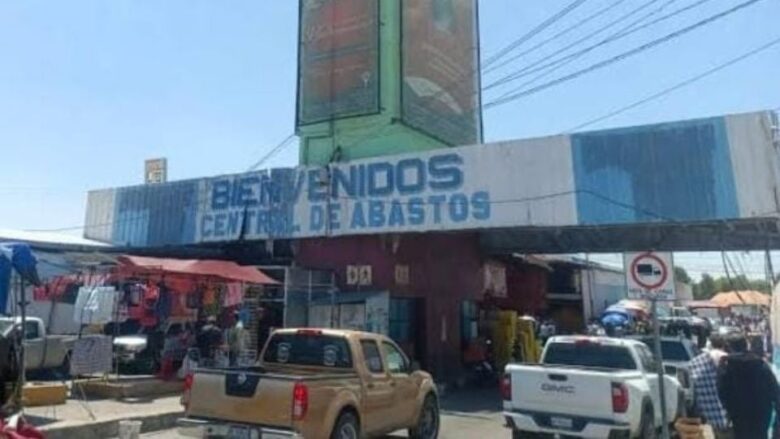 BIENVENIDOS
CENTRAL DE ABASTOS
GMC